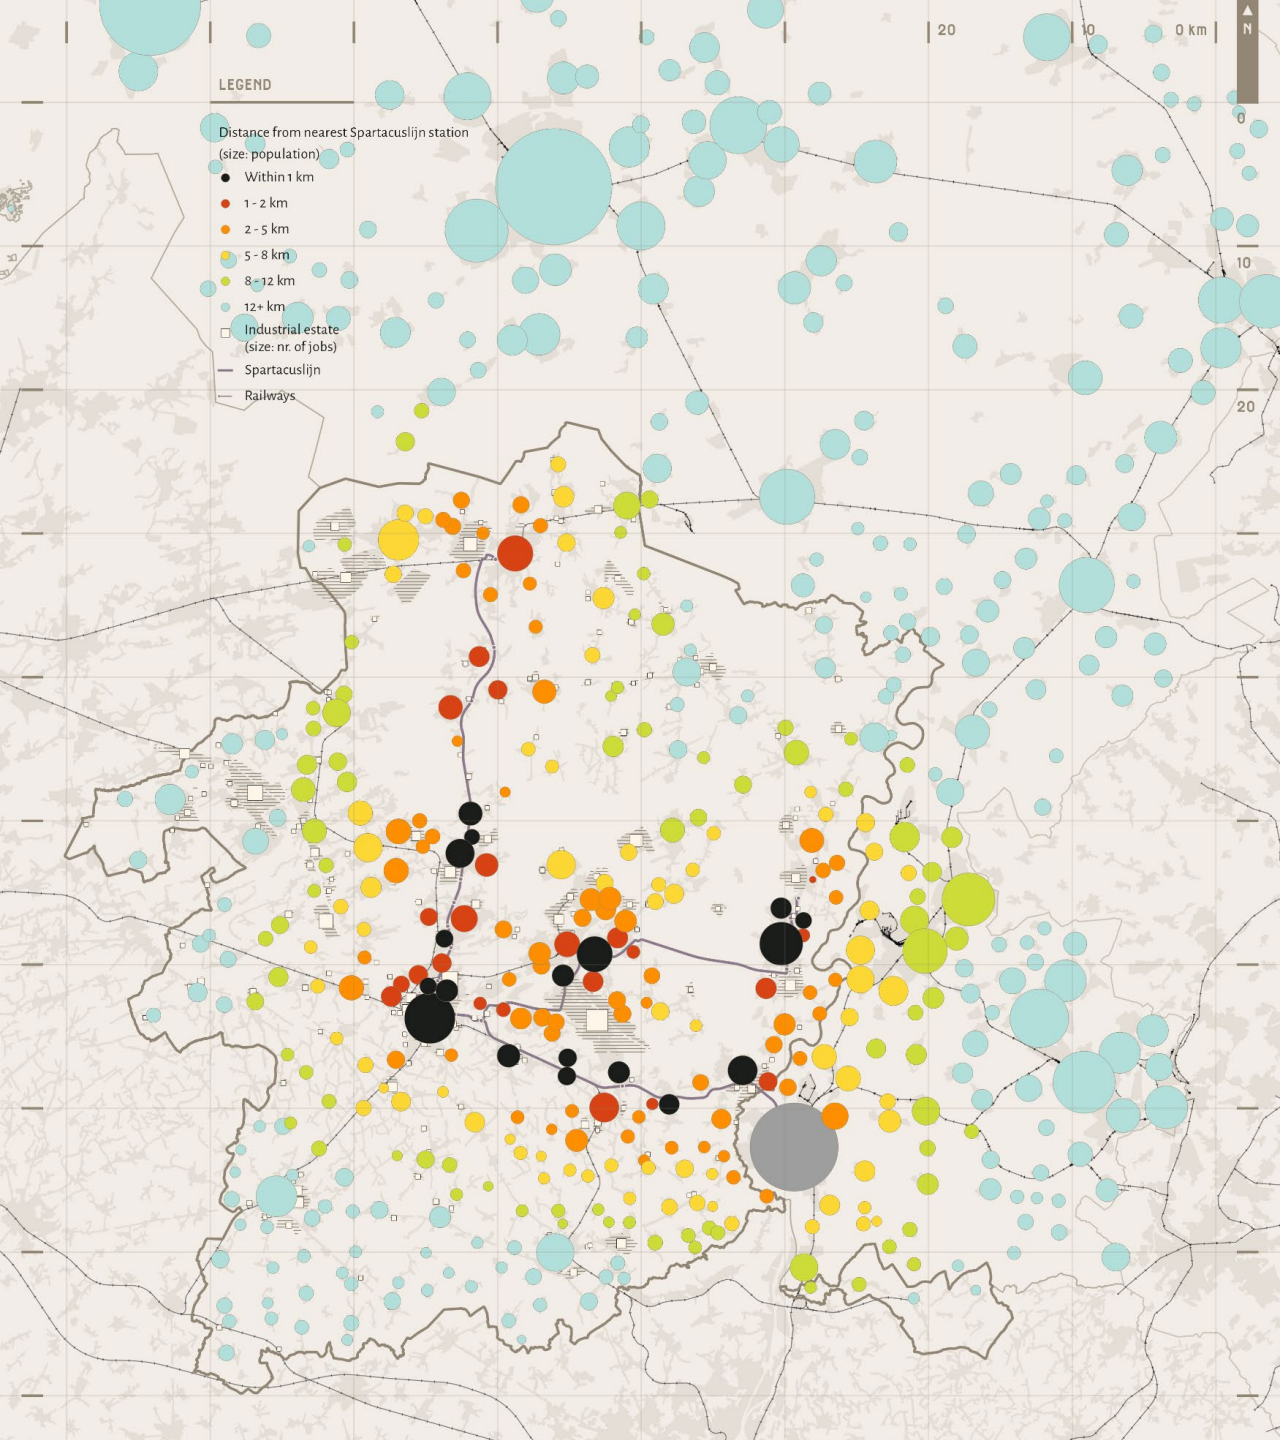 20
10
0 km
N
0
10
20
LEGEND
Distance from nearest Spartacuslijn station
(size: population)
Within 1 km
1 - 2 km
2 - 5 km
5 - 8 km
8 - 12 km
12+ km
Industrial estate
(size: nr. of jobs)
Spartacuslijn
Railways